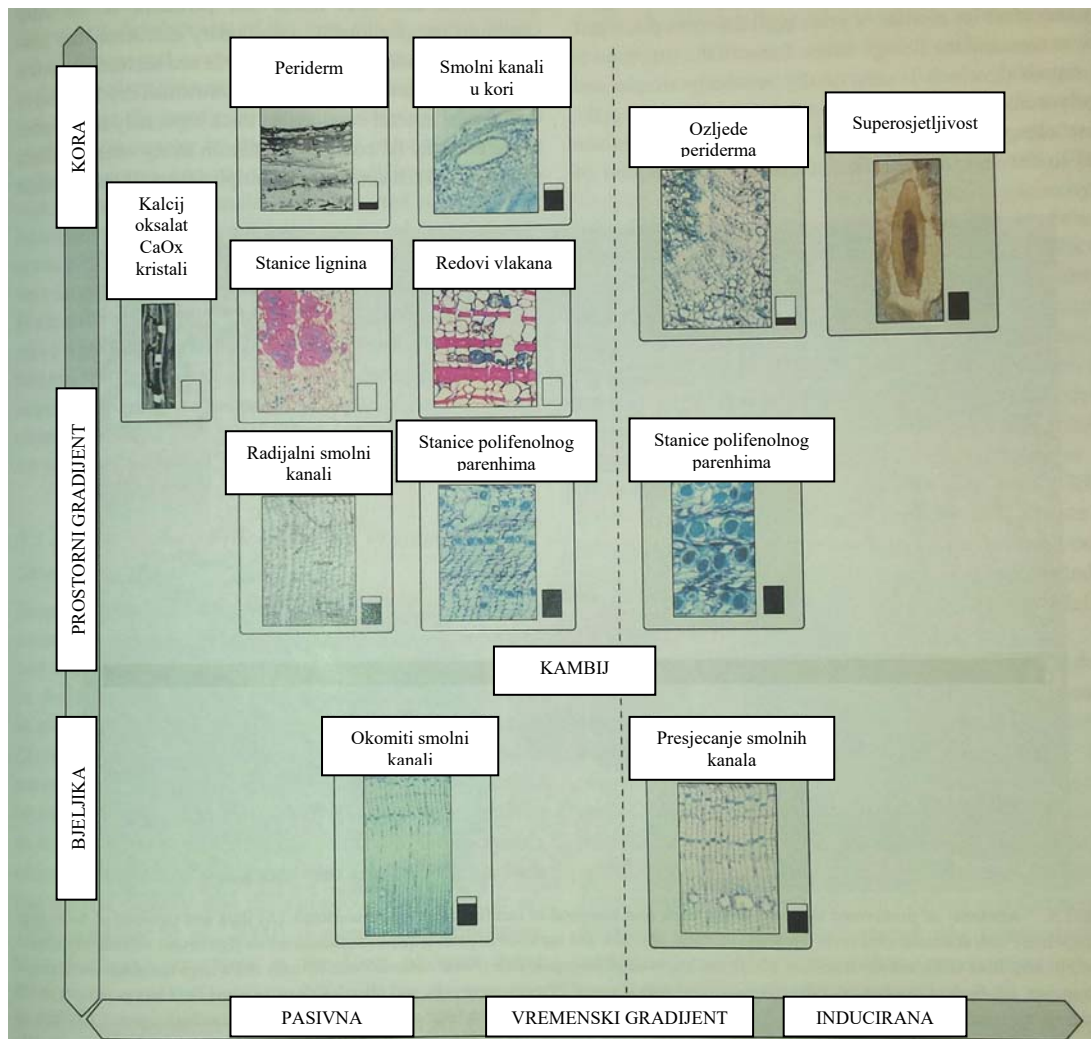 Periderm
Smolni kanali
u kori
KORA
Ozljede
periderma
Superosjetljivost
Kalcij
oksalat
CaOx
kristali
Stanice lignina
Redovi vlakana
PROSTORNI GRADIJENT
Radijalni smolni
kanali
Stanice polifenolnog
parenhima
Stanice polifenolnog
parenhima
KAMBIJ
BJELJIKA
Okomiti smolni
kanali
Presjecanje smolnih
kanala
PASIVNA
VREMENSKI GRADIJENT
INDUCIRANA